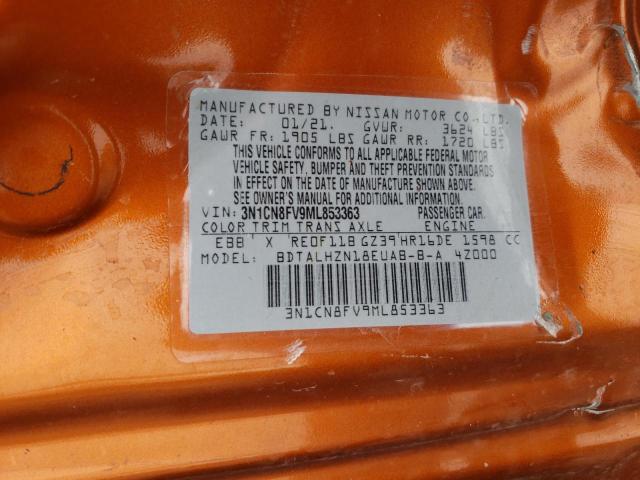 MANUFACTURED BY NISSAN MOTOR CO.,LTD.
DATE: 01/21. GVWR: 3624 LBS
GAWR FR: 1905 LBS GAWR RR: 1720 LBS
THIS VEHICLE CONFORMS TO ALL APPLICABLE FEDERAL MOTOR
VEHICLE SAFETY, BUMPER AND THEFT PREVENTION STANDARDS
IN EFFECT ON THE DATE OF MANUFACTURE SHOWN ABOVE.
SEE OWNER'S MANUAL FOR ADDITIONAL INFORMATION.
VIN: 3N1CN8FV9ML853363 PASSENGER CAR.
COLOR TRIM TRANS AXLE ENGINE
EBB X RE0F11B GZ39 HR16DE 1598 CC
MODEL: BDTALHZN18EUAB-B-A 4Z000
3N1CN8FV9ML853363